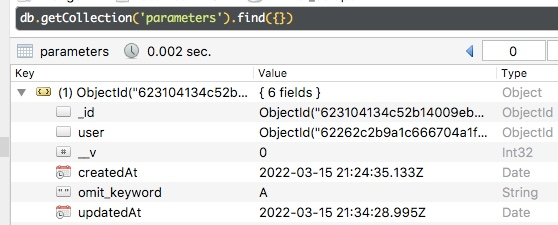 db.getCollection('parameters').find({})
parameters 0.002 sec. 0
Key Value Type
(1) ObjectId("623104134c52b... { 6 fields } Object
_id ObjectId("623104134c52b14009eb... ObjectId
user ObjectId("62262c2b9a1c666704a1f... ObjectId
# __v 0 Int32
createdAt 2022-03-15 21:24:35.133Z Date
" " omit_keyword A String
updatedAt 2022-03-15 21:34:28.995Z Date